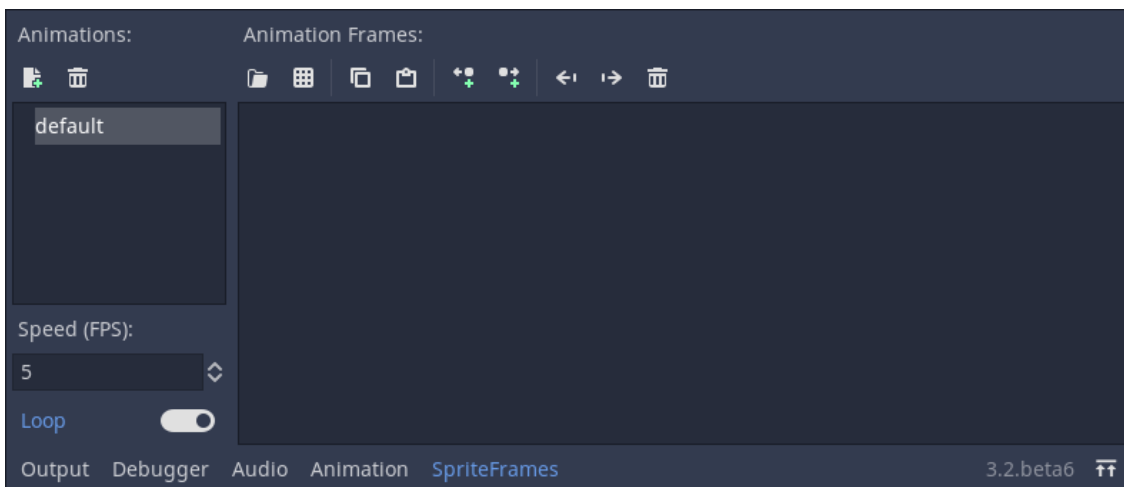 Animations: Animation Frames:
default
Speed (FPS):
5
Loop
Output Debugger Audio Animation SpriteFrames 3.2.beta6